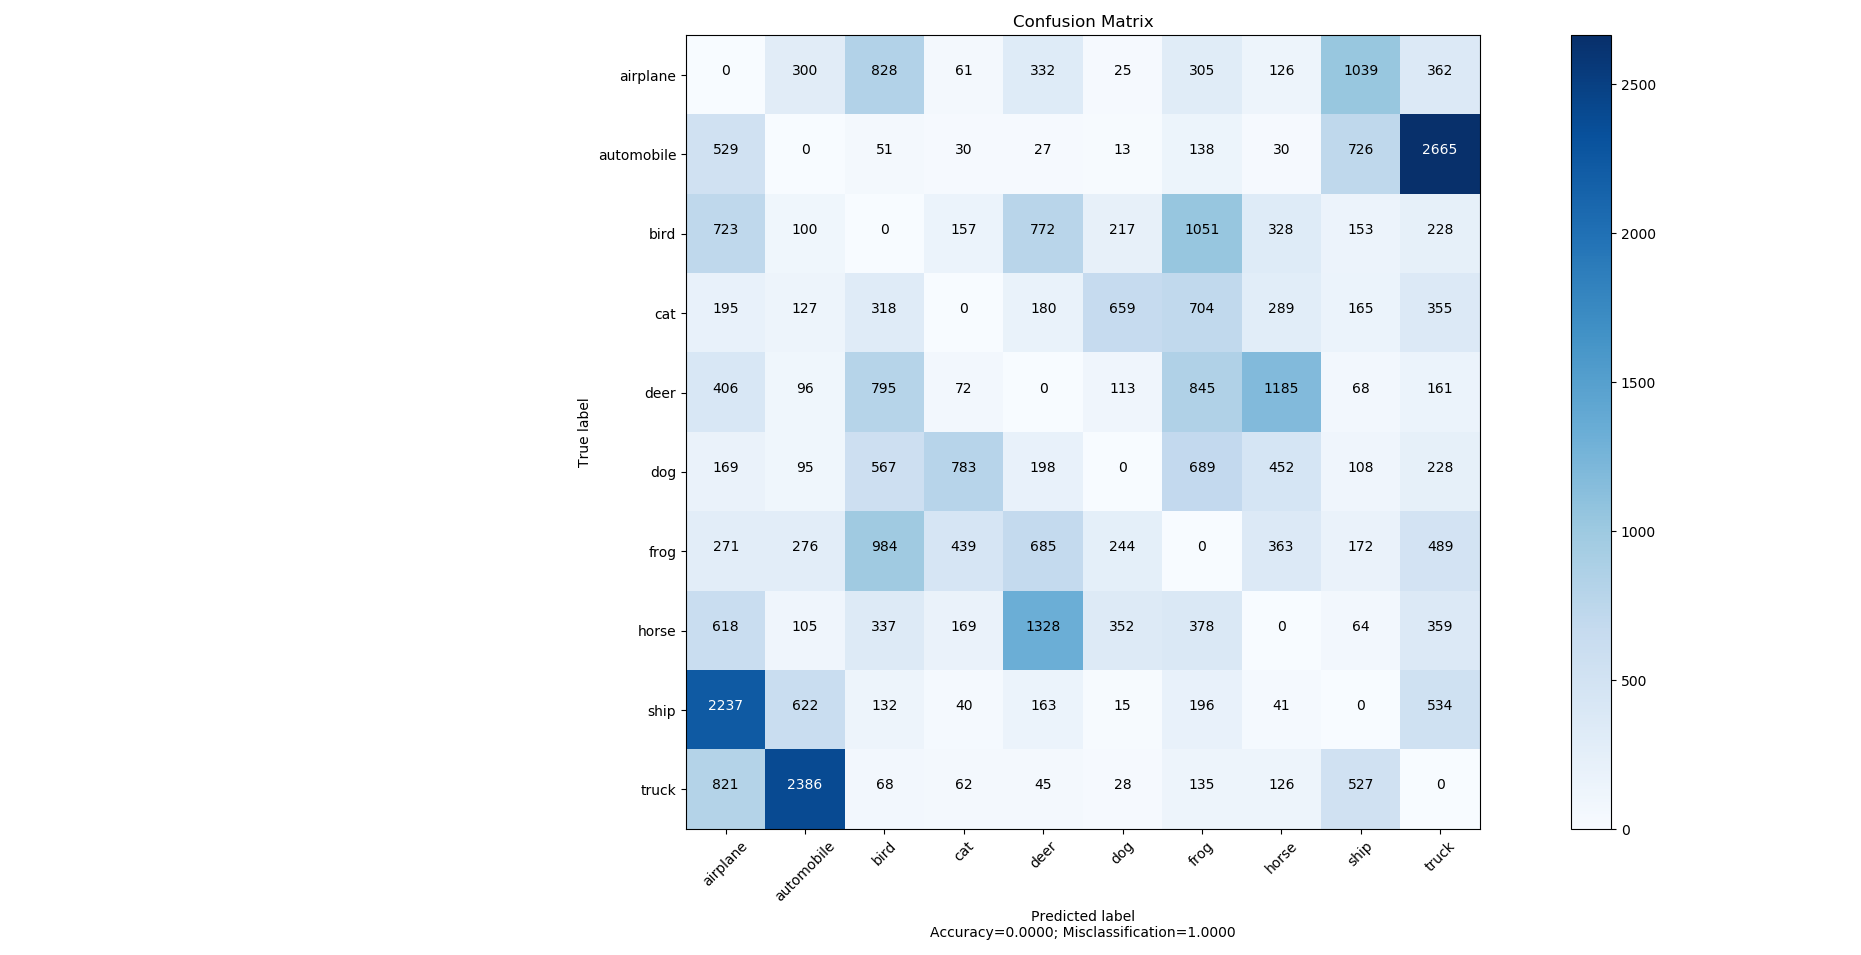 Confusion Matrix
airplane 0 300 828 61 332 25 305 126 1039 362
automobile 529 0 51 30 27 13 138 30 726 2665
bird 723 100 0 157 772 217 1051 328 153 228
cat 195 127 318 0 180 659 704 289 165 355
deer 406 96 795 72 0 113 845 1185 68 161
dog 169 95 567 783 198 0 689 452 108 228
frog 271 276 984 439 685 244 0 363 172 489
horse 618 105 337 169 1328 352 378 0 64 359
ship 2237 622 132 40 163 15 196 41 0 534
truck 821 2386 68 62 45 28 135 126 527 0
True label
airplane automobile bird cat deer dog frog horse ship truck
Predicted label
Accuracy=0.0000; Misclassification=1.0000
2500
2000
1500
1000
500
0